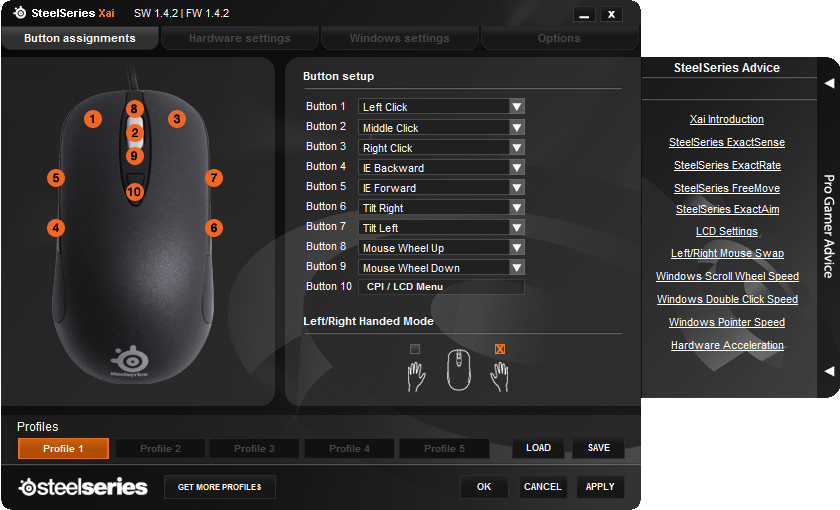 SteelSeries Xai SW 1.4.2 | FW 1.4.2
Button assignments
Hardware settings
Windows settings
Options
8
1
2
3
9
10
5
7
4
6
steelseries
Button setup
Button 1 Left Click
Button 2 Middle Click
Button 3 Right Click
Button 4 IE Backward
Button 5 IE Forward
Button 6 Tilt Right
Button 7 Tilt Left
Button 8 Mouse Wheel Up
Button 9 Mouse Wheel Down
Button 10 CPI / LCD Menu
Left/Right Handed Mode
SteelSeries Advice
Xai Introduction
SteelSeries ExactSense
SteelSeries ExactRate
SteelSeries FreeMove
SteelSeries ExactAim
LCD Settings
Left/Right Mouse Swap
Windows Scroll Wheel Speed
Windows Double Click Speed
Windows Pointer Speed
Hardware Acceleration
Pro Gamer Advice
Profiles
Profile 1
Profile 2
Profile 3
Profile 4
Profile 5
LOAD
SAVE
steelseries
GET MORE PROFILES
OK
CANCEL
APPLY